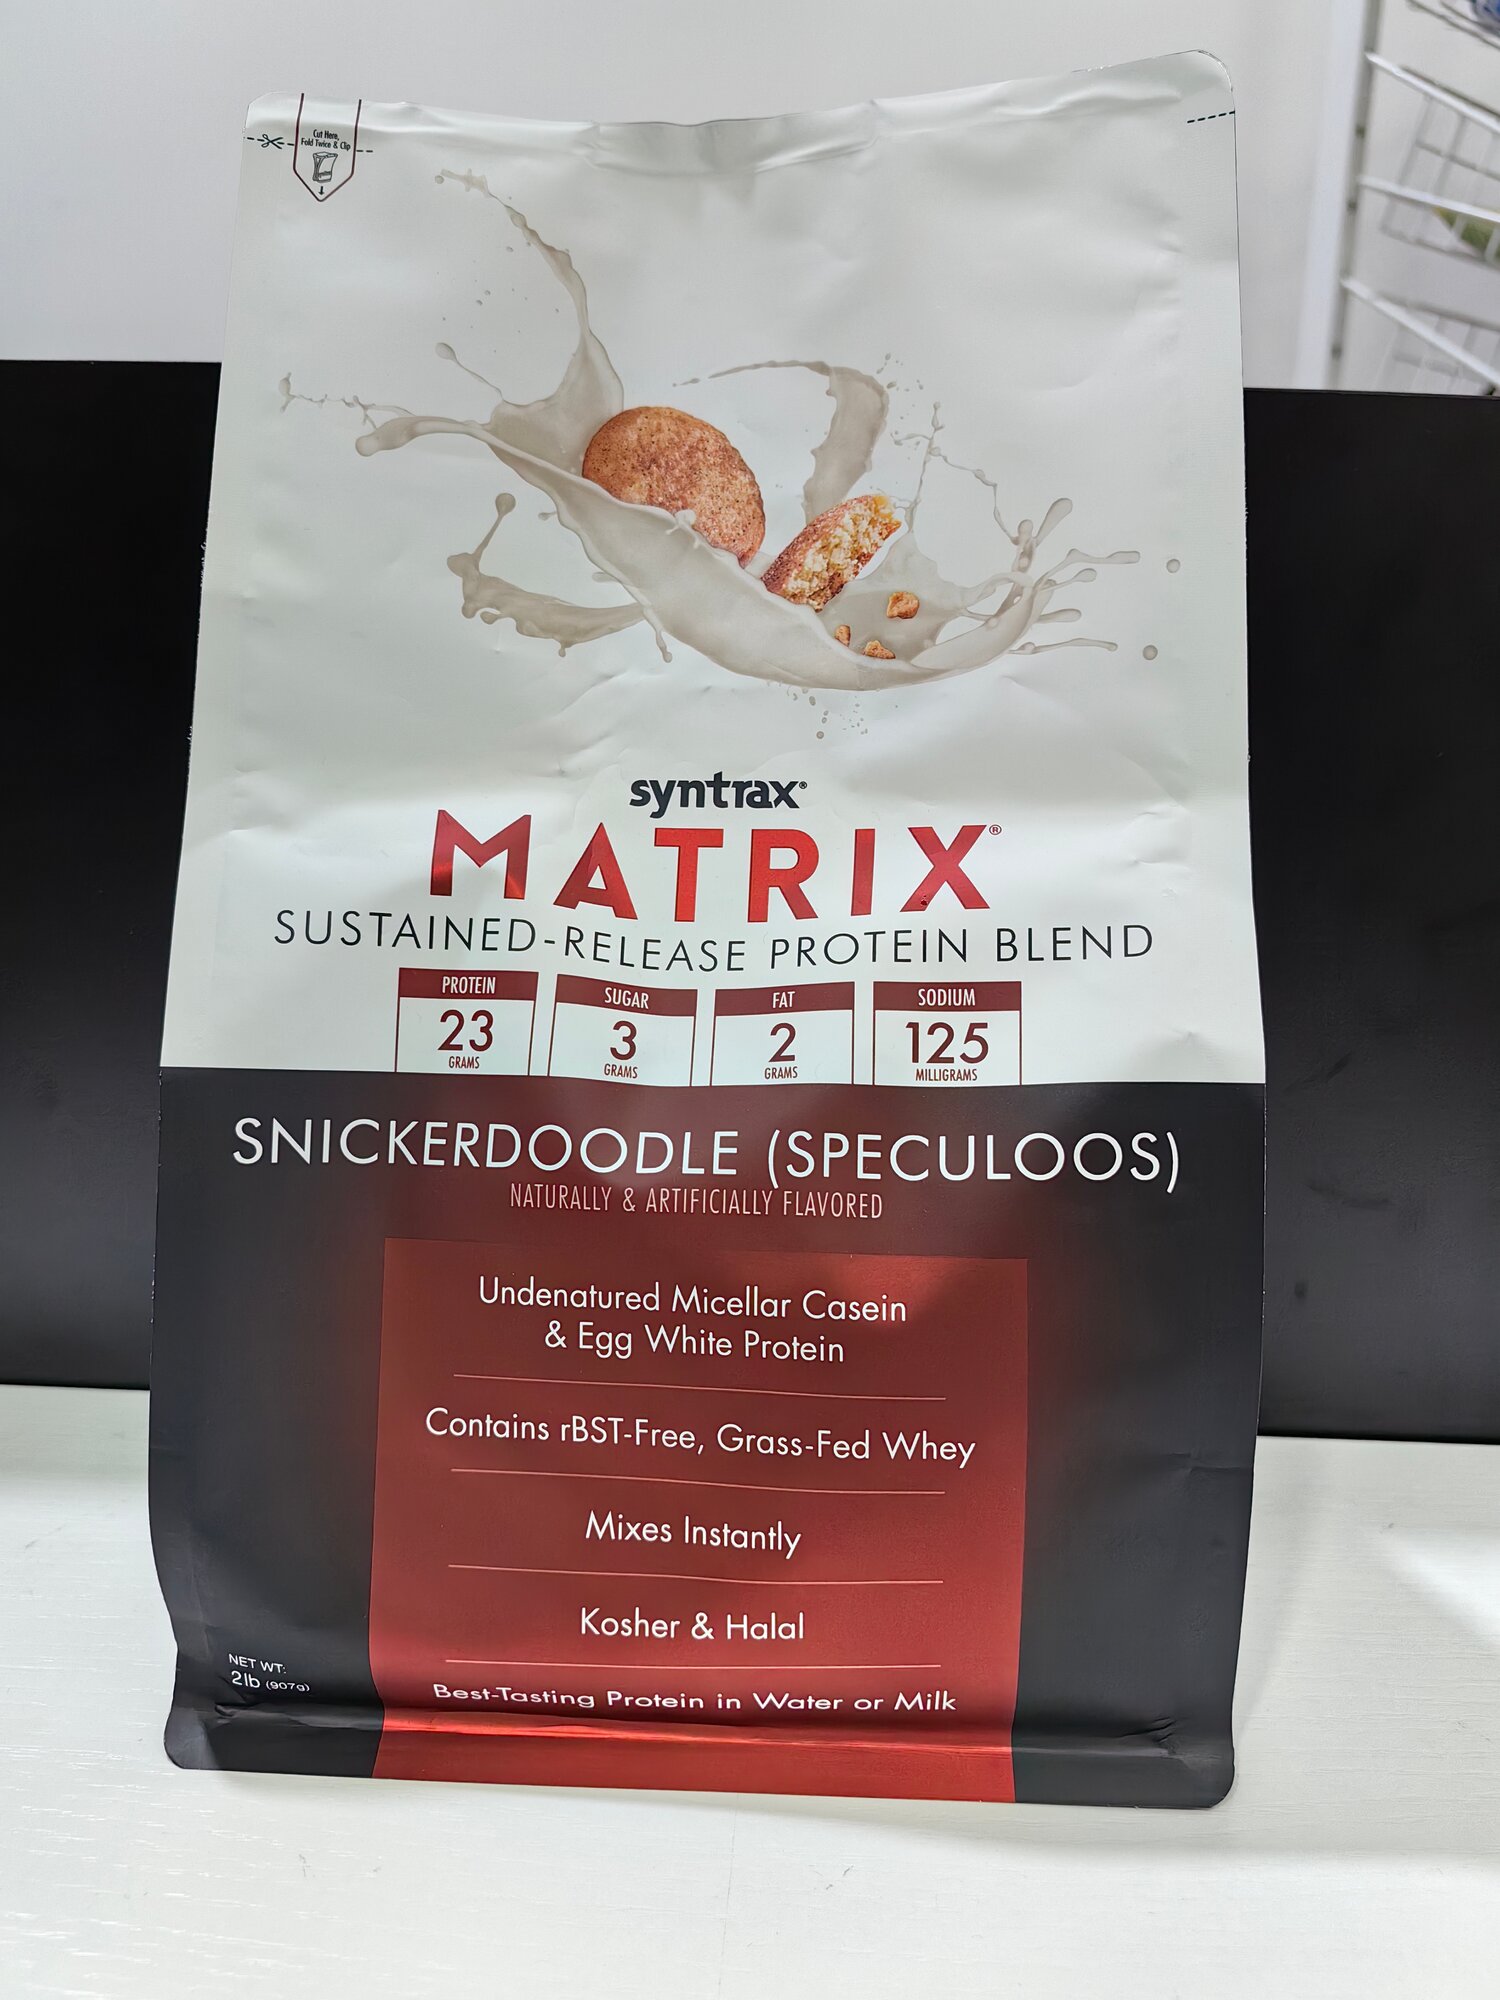 Cut Here,
Fold Twice & Clip
syntrax®
MATRIX®
SUSTAINED-RELEASE PROTEIN BLEND
PROTEIN
23
GRAMS
SUGAR
3
GRAMS
FAT
2
GRAMS
SODIUM
125
MILLIGRAMS
SNICKERDOODLE (SPECULOOS)
NATURALLY & ARTIFICIALLY FLAVORED
Undenatured Micellar Casein
& Egg White Protein
Contains rBST-Free, Grass-Fed Whey
Mixes Instantly
Kosher & Halal
Best-Tasting Protein in Water or Milk
NET WT:
2lb (907g)